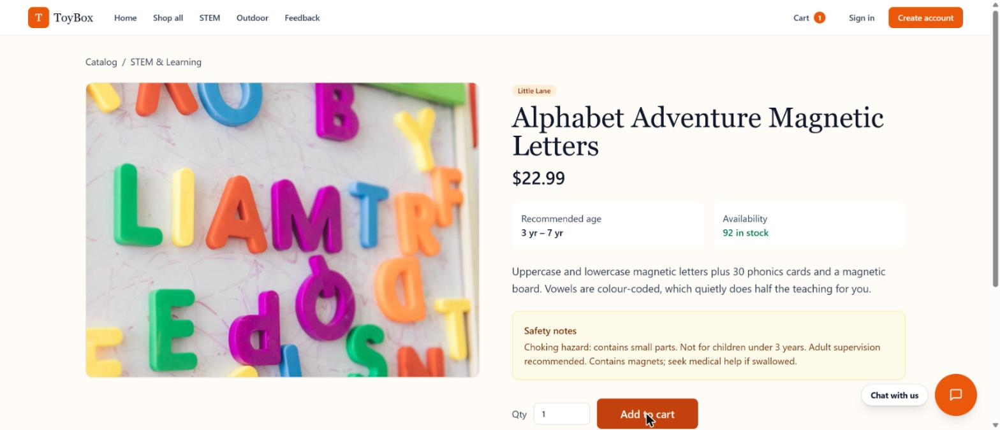 T ToyBox Home Shop all STEM Outdoor Feedback Cart 1 Sign in Create account
Catalog / STEM & Learning
Little Lane
Alphabet Adventure Magnetic
Letters
$22.99
Recommended age
3 yr – 7 yr
Availability
92 in stock
Uppercase and lowercase magnetic letters plus 30 phonics cards and a magnetic
board. Vowels are colour-coded, which quietly does half the teaching for you.
Safety notes
Choking hazard: contains small parts. Not for children under 3 years. Adult supervision
recommended. Contains magnets; seek medical help if swallowed.
Qty 1 Add to cart
Chat with us
B
Y
LIAM T R F
E d Q d T
E S N